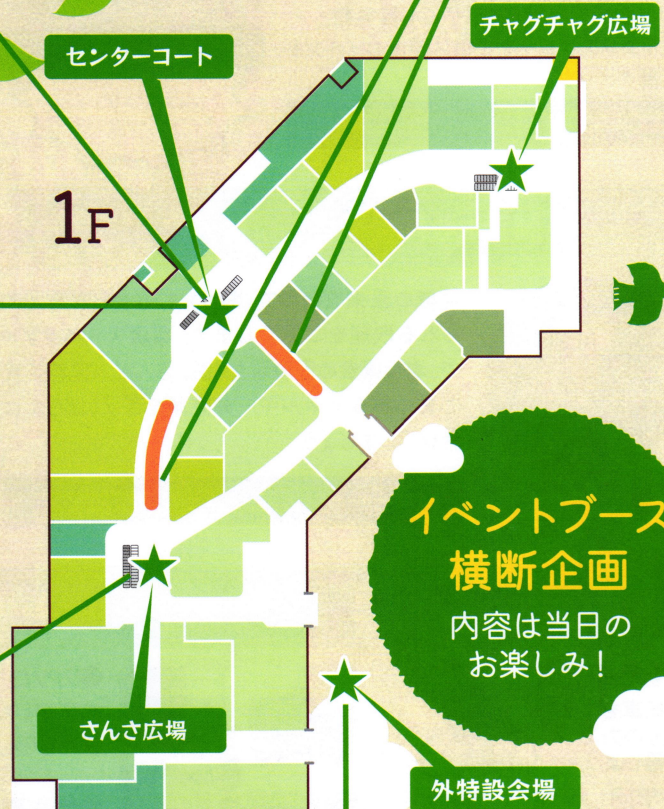 チャグチャグ広場
センターコート
1F
イベントブース
横断企画
内容は当日の
お楽しみ!
さんさ広場
外特設会場